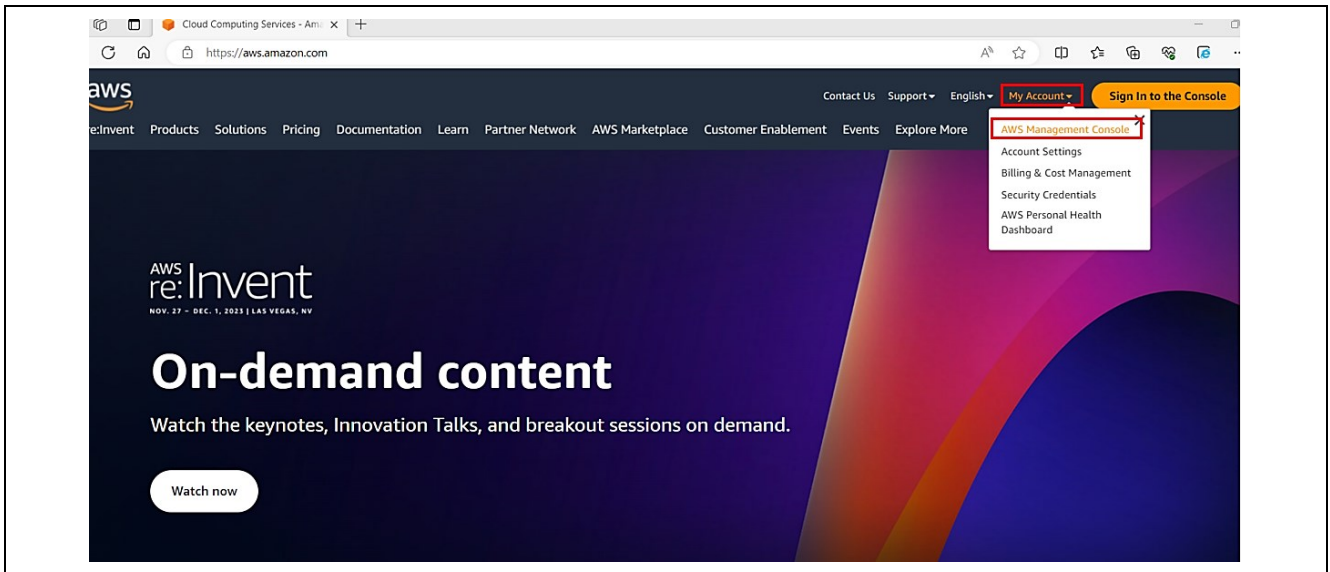 Cloud Computing Services - Am
https://aws.amazon.com
aws
Contact Us Support English My Account Sign In to the Console
re:Invent Products Solutions Pricing Documentation Learn Partner Network AWS Marketplace Customer Enablement Events Explore More
AWS Management Console
Account Settings
Billing & Cost Management
Security Credentials
AWS Personal Health
Dashboard
AWS
re:Invent
NOV. 27 – DEC. 1, 2023 | LAS VEGAS, NV
On-demand content
Watch the keynotes, Innovation Talks, and breakout sessions on demand.
Watch now